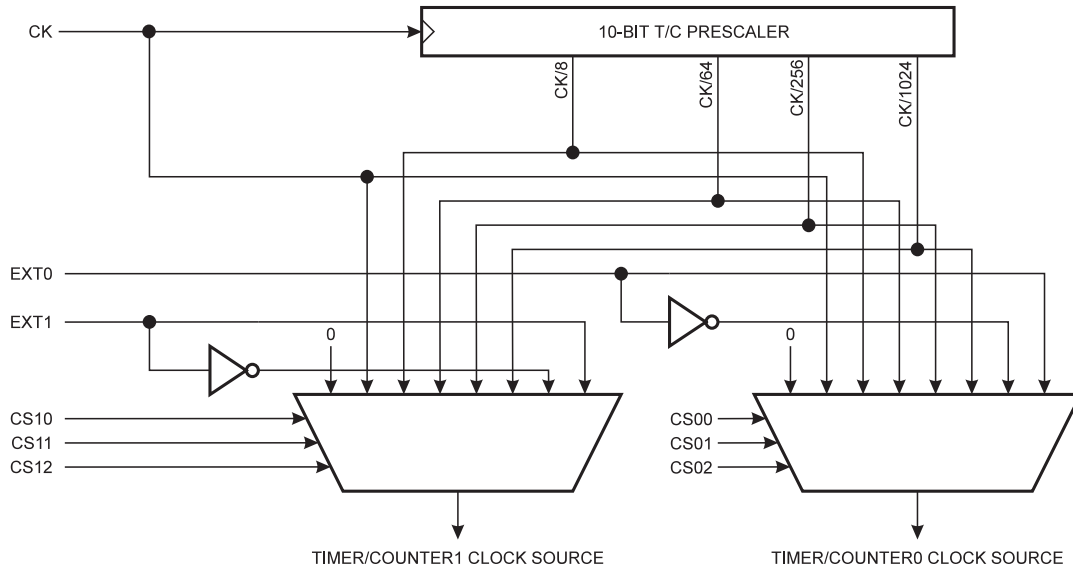 CK
10-BIT T/C PRESCALER
CK/8
CK/64
CK/256
CK/1024
EXT0
EXT1
0
0
CS10
CS11
CS12
CS00
CS01
CS02
TIMER/COUNTER1 CLOCK SOURCE
TIMER/COUNTER0 CLOCK SOURCE